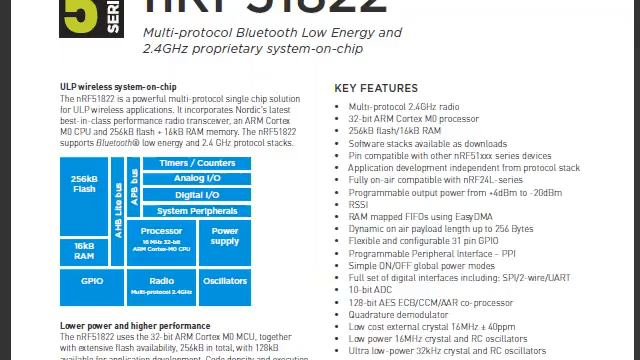 5
SERIES
nRF51822
Multi-protocol Bluetooth Low Energy and
2.4GHz proprietary system-on-chip
ULP wireless system-on-chip
The nRF51822 is a powerful multi-protocol single chip solution
for ULP wireless applications. It incorporates Nordic's latest
best-in-class performance radio transceiver, an ARM Cortex
M0 CPU and 256kB flash + 16kB RAM memory. The nRF51822
supports Bluetooth® low energy and 2.4 GHz protocol stacks.
256kB
Flash
16kB
RAM
AHB Lite bus
APB bus
Timers / Counters
Analog I/O
Digital I/O
System Peripherals
Processor
16 MHz 32-bit
ARM Cortex-M0 CPU
Power
supply
GPIO
Radio
Multi-protocol 2.4GHz
Oscillators
Lower power and higher performance
The nRF51822 uses the 32-bit ARM Cortex M0 MCU, together
with extensive flash availability, 256kB in total, with 128kB
available for application development. Code density and execution
KEY FEATURES
• Multi-protocol 2.4GHz radio
• 32-bit ARM Cortex M0 processor
• 256kB flash/16kB RAM
• Software stacks available as downloads
• Pin compatible with other nRF51xxx series devices
• Application development independent from protocol stack
• Fully on-air compatible with nRF24L-series
• Programmable output power from +4dBm to -20dBm
• RSSI
• RAM mapped FIFOs using EasyDMA
• Dynamic on air payload length up to 256 Bytes
• Flexible and configurable 31 pin GPIO
• Programmable Peripheral Interface – PPI
• Simple ON/OFF global power modes
• Full set of digital interfaces including: SPI/2-wire/UART
• 10-bit ADC
• 128-bit AES ECB/CCM/AAR co-processor
• Quadrature demodulator
• Low cost external crystal 16MHz ± 40ppm
• Low power 16MHz crystal and RC oscillators
• Ultra low-power 32kHz crystal and RC oscillators